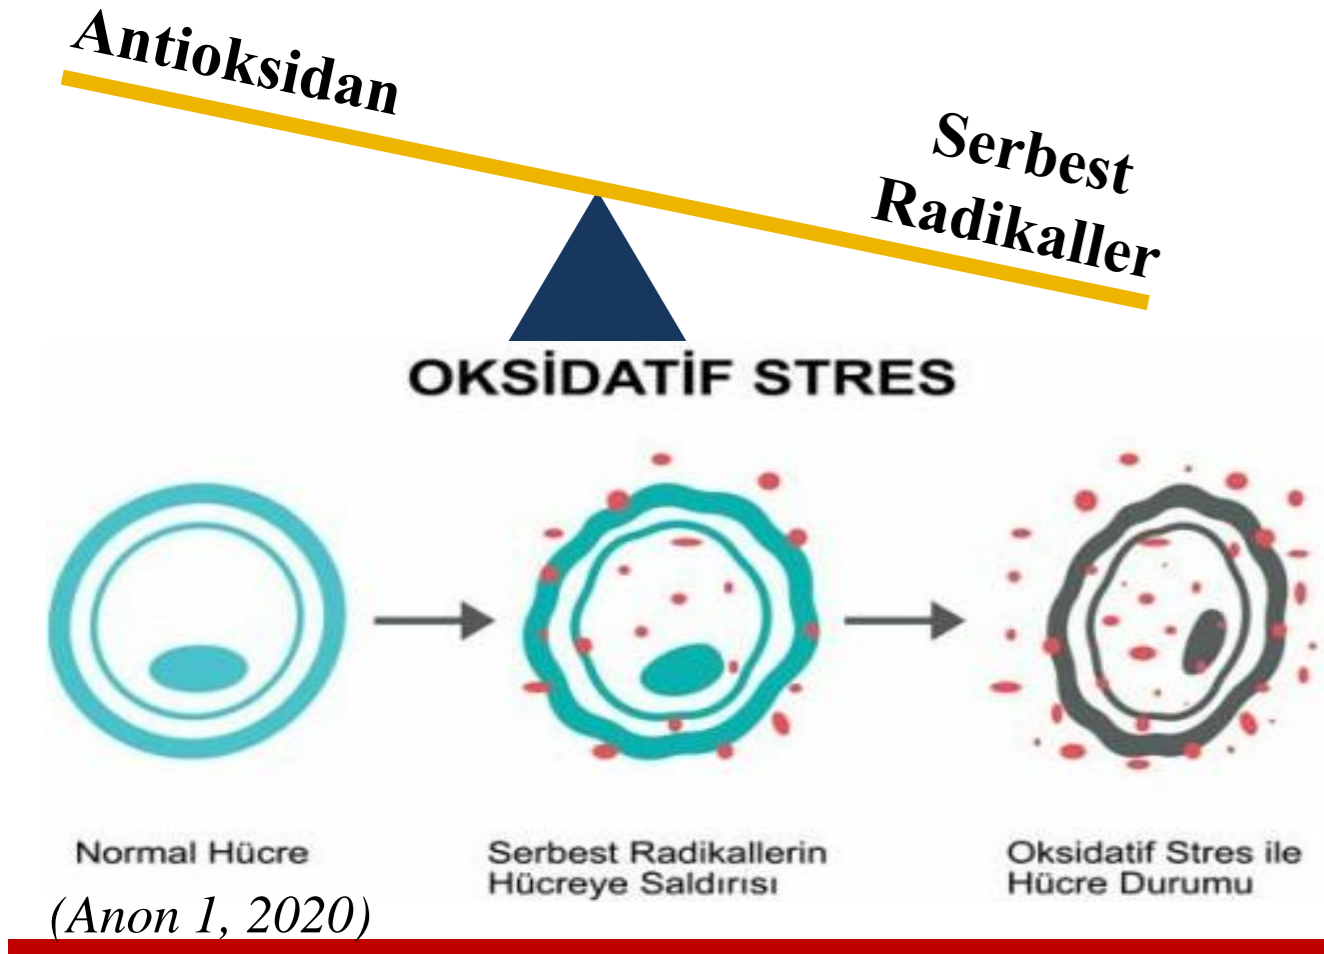 Antioksidan
Serbest
Radikaller
OKSİDATİF STRES
Normal Hücre
Serbest Radikallerin
Hücreye Saldırısı
Oksidatif Stres ile
Hücre Durumu
(Anon 1, 2020)